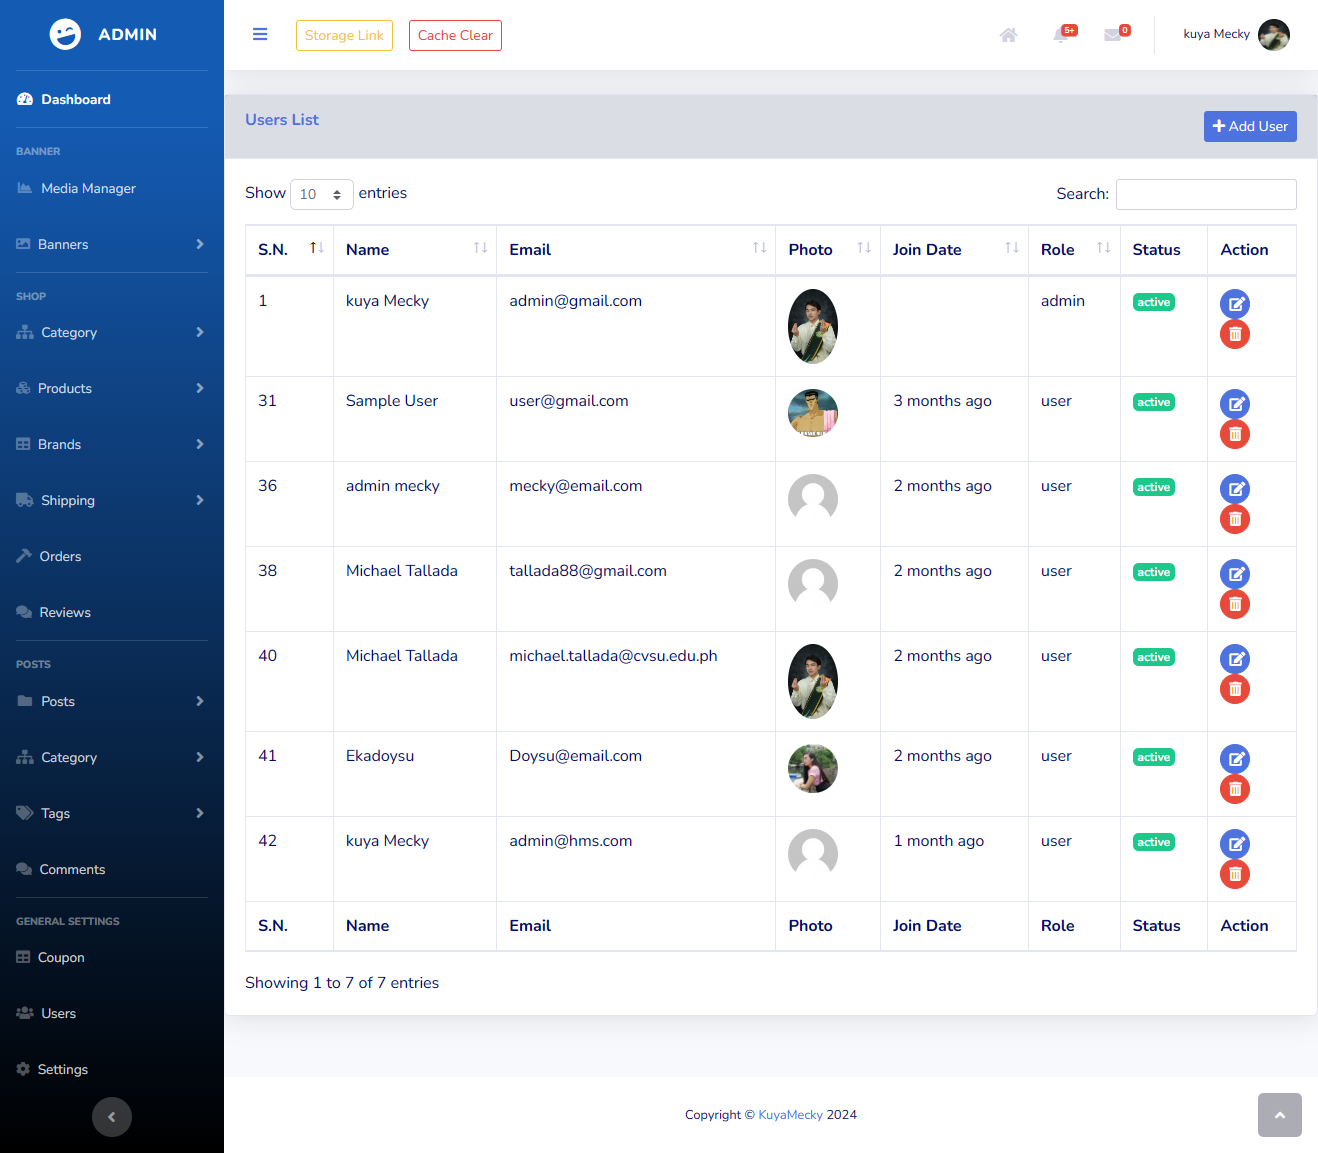 ADMIN
Dashboard
BANNER
Media Manager
Banners
SHOP
Category
Products
Brands
Shipping
Orders
Reviews
POSTS
Posts
Category
Tags
Comments
GENERAL SETTINGS
Coupon
Users
Settings
Storage Link Cache Clear 5+ 0 kuya Mecky
Users List Add User
Show 10 entries Search:
S.N. Name Email Photo Join Date Role Status Action
1 kuya Mecky admin@gmail.com admin active
31 Sample User user@gmail.com 3 months ago user active
36 admin mecky mecky@email.com 2 months ago user active
38 Michael Tallada tallada88@gmail.com 2 months ago user active
40 Michael Tallada michael.tallada@cvsu.edu.ph 2 months ago user active
41 Ekadoysu Doysu@email.com 2 months ago user active
42 kuya Mecky admin@hms.com 1 month ago user active
S.N. Name Email Photo Join Date Role Status Action
Showing 1 to 7 of 7 entries
Copyright © KuyaMecky 2024